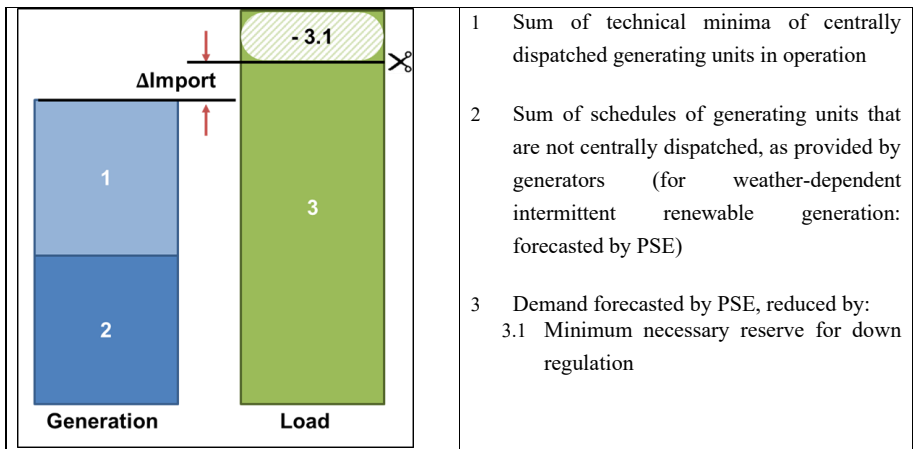 - 3.1
ΔImport
1
3
2
Generation
Load
1 Sum of technical minima of centrally
dispatched generating units in operation
2 Sum of schedules of generating units that
are not centrally dispatched, as provided by
generators (for weather-dependent
intermittent renewable generation:
forecasted by PSE)
3 Demand forecasted by PSE, reduced by:
3.1 Minimum necessary reserve for down
regulation